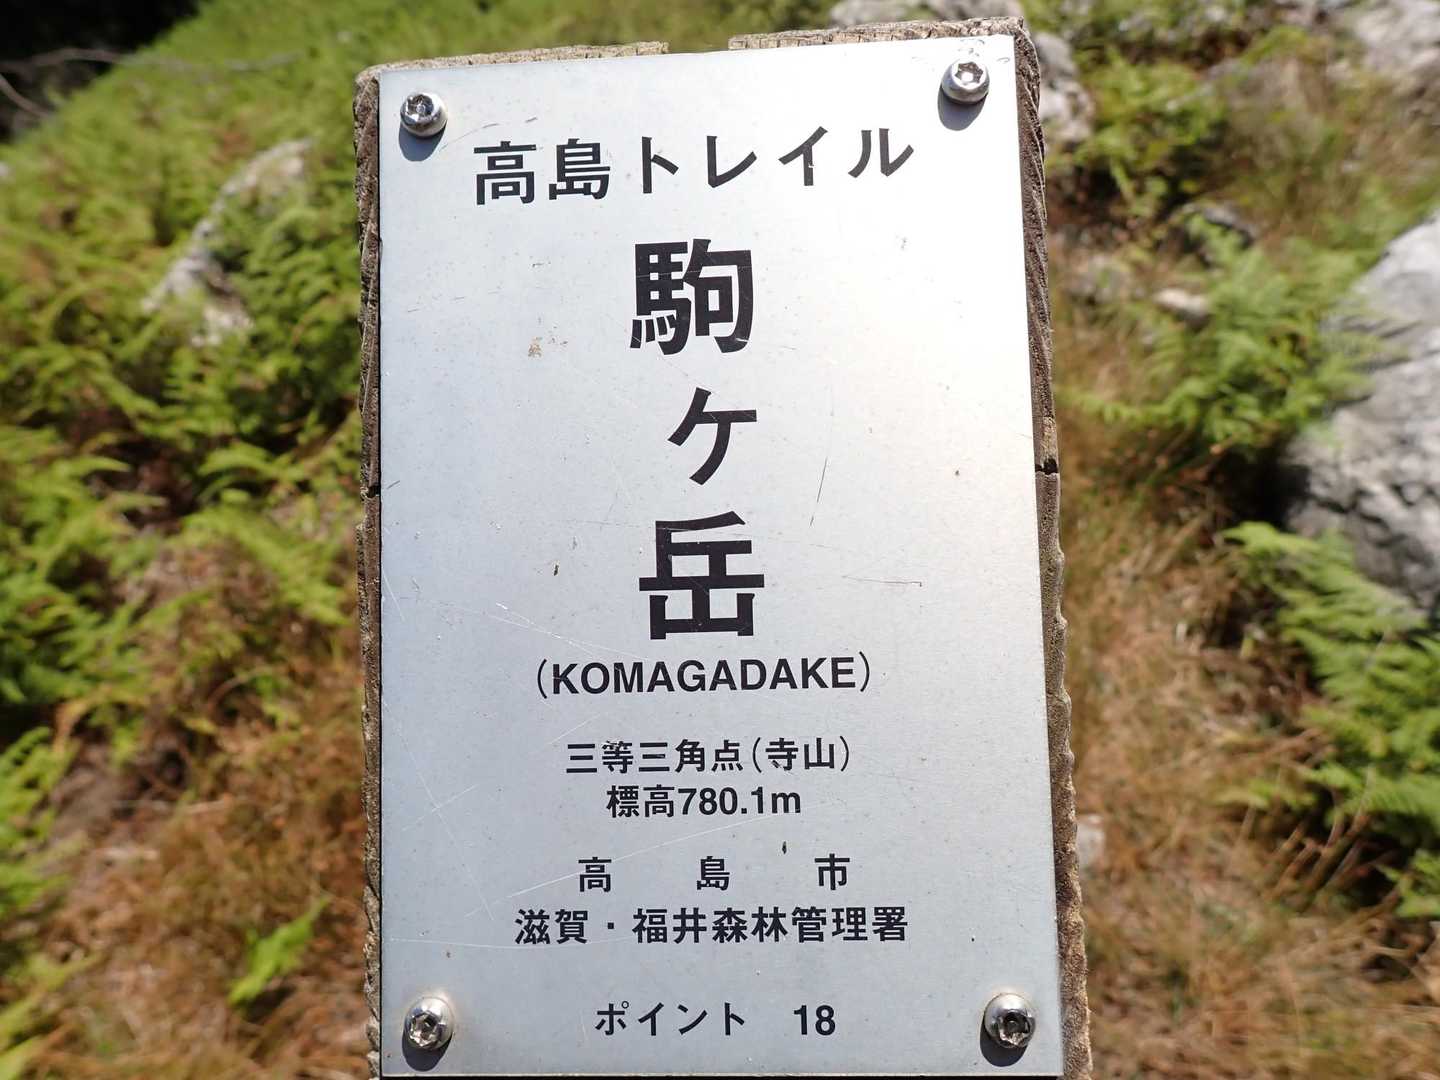 高島トレイル
駒ヶ岳
(KOMAGADAKE)
三等三角点(寺山)
標高780.1m
高島市
滋賀・福井森林管理署
ポイント 18